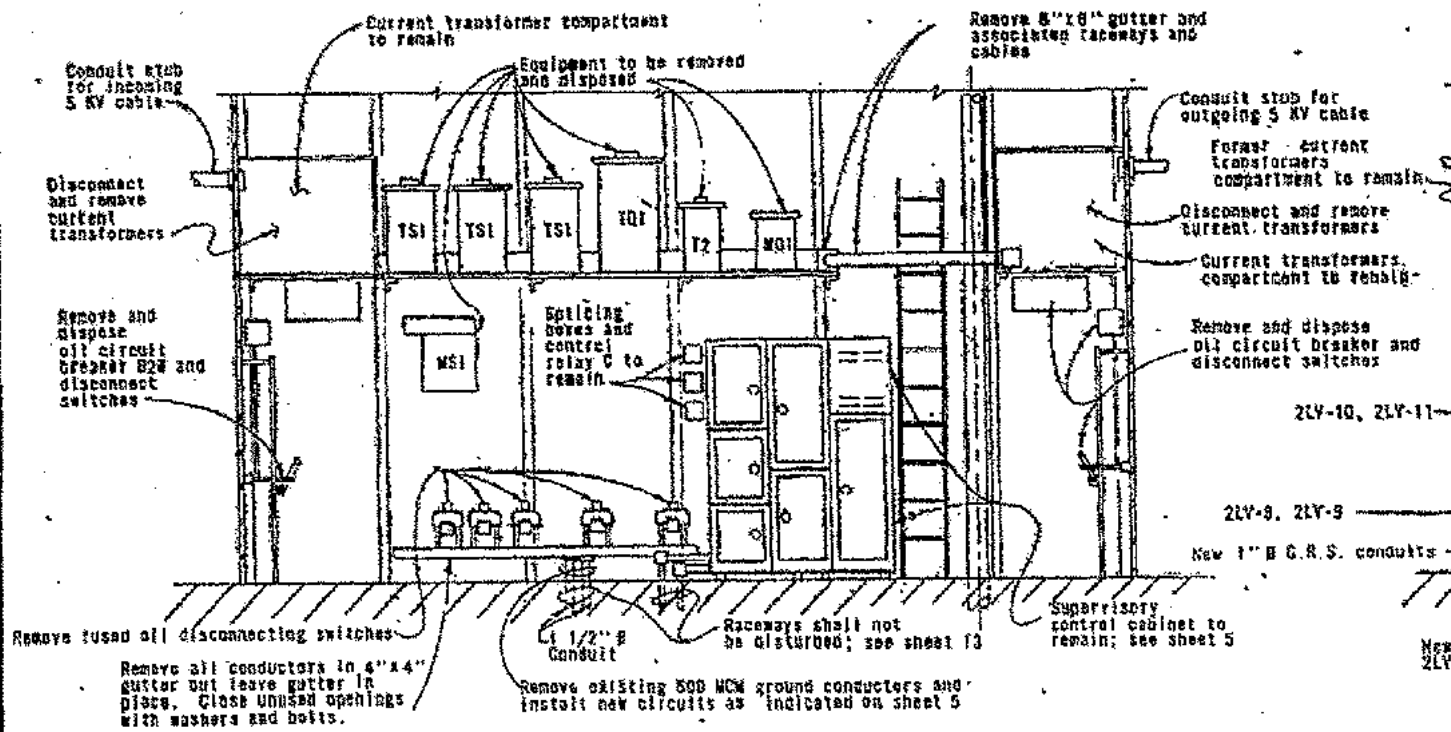 Current transformer compartment
to remain
Remove 8"x8" gutter and
associated raceways and
cables
Conduit stub
for incoming
5 KV cable
Equipment to be removed
and disposed
Conduit stub for
outgoing 5 KV cable
Former current
transformers
compartment to remain
Disconnect
and remove
current
transformers
Disconnect and remove
current transformers
Current transformers
compartment to remain
TS1
TS1
TS1
TO1
T2
MO1
Remove and
dispose
oil circuit
breaker B2W and
disconnect
switches
MS1
Splicing
boxes and
control
relay C to
remain
Remove and dispose
oil circuit breaker and
disconnect switches
2LY-10, 2LY-11
2LY-8, 2LY-9
New 1" Ø G.R.S. conduits
Remove fused oil disconnecting switches
1 1/2" Ø
Conduit
Raceways shall not
be disturbed; see sheet 13
Supervisory
control cabinet to
remain; see sheet 5
Remove all conductors in 4"x4"
gutter but leave gutter in
place. Close unused openings
with washers and bolts.
Remove existing 500 MCM ground conductors and
install new circuits as indicated on sheet 5
New
2LY